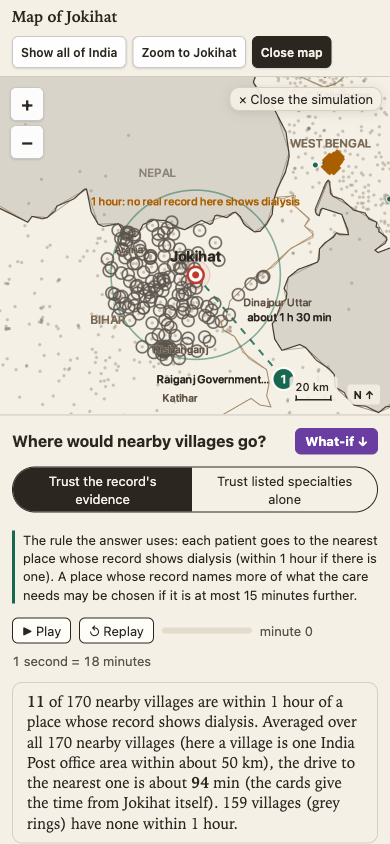 Map of Jokihat
Show all of India
Zoom to Jokihat
Close map
+
−
× Close the simulation
WEST BENGAL
NEPAL
1 hour: no real record here shows dialysis
Jokihat
Dinajpur Uttar
about 1 h 30 min
BIHAR
Kishanganj
Raiganj Government…
1
20 km
N ↑
Katihar
Where would nearby villages go?
What-if ↓
Trust the record's
evidence
Trust listed specialties
alone
The rule the answer uses: each patient goes to the nearest
place whose record shows dialysis (within 1 hour if there is
one). A place whose record names more of what the care
needs may be chosen if it is at most 15 minutes further.
▶ Play
↺ Replay
minute 0
1 second = 18 minutes
11 of 170 nearby villages are within 1 hour of a
place whose record shows dialysis. Averaged over
all 170 nearby villages (here a village is one India
Post office area within about 50 km), the drive to
the nearest one is about 94 min (the cards give
the time from Jokihat itself). 159 villages (grey
rings) have none within 1 hour.